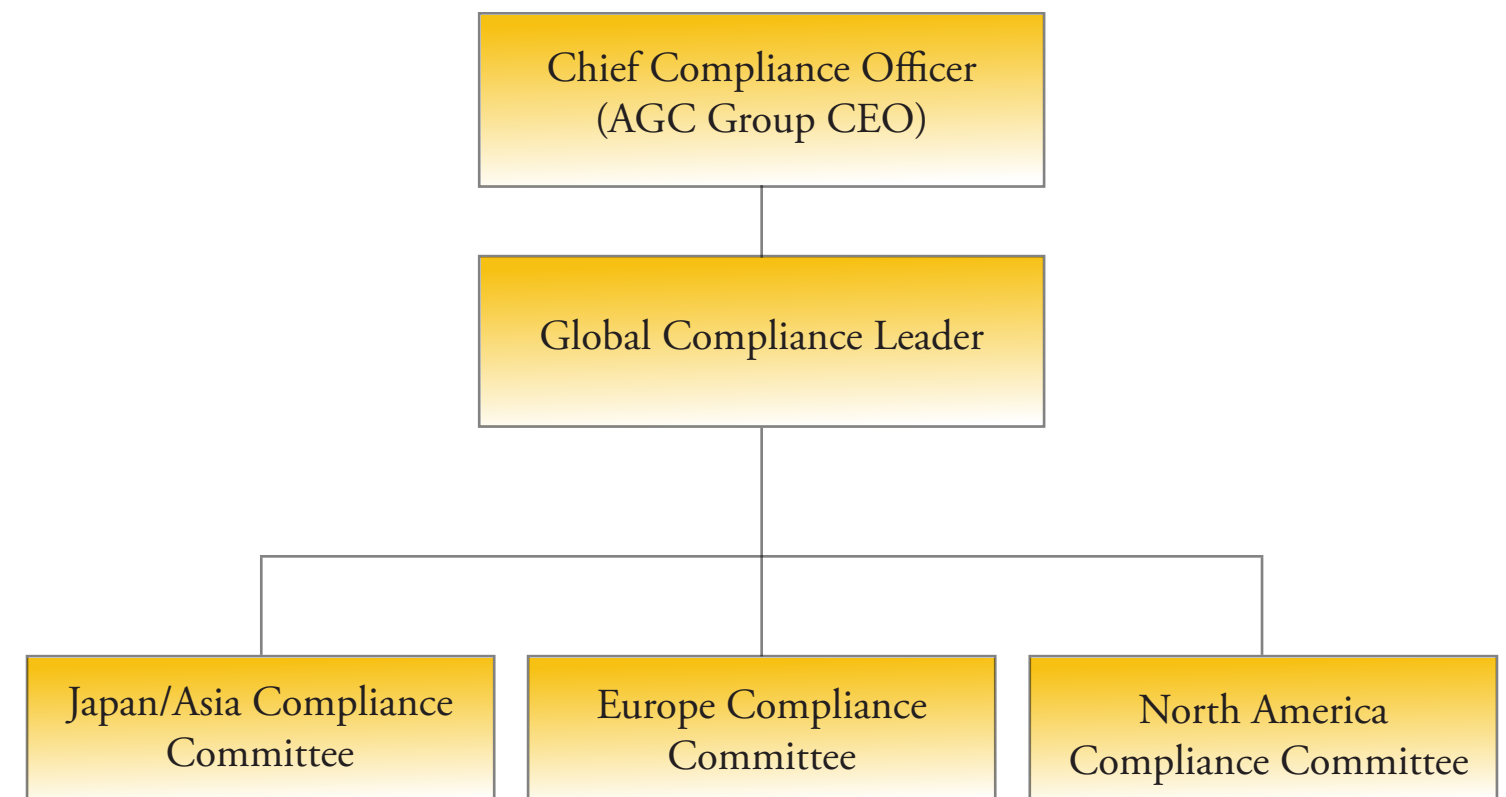 Chief Compliance Officer
(AGC Group CEO)
Global Compliance Leader
Japan/Asia Compliance
Committee
Europe Compliance
Committee
North America
Compliance Committee